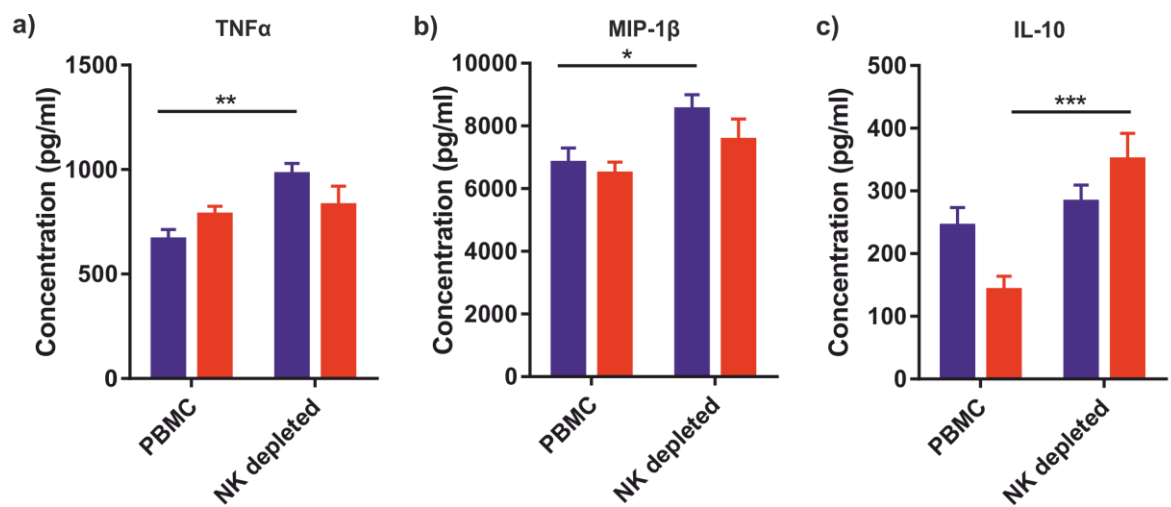 a)
TNFα
Concentration (pg/ml)
1500
1000
500
0
**
PBMC
NK depleted
b)
MIP-1β
Concentration (pg/ml)
10000
8000
6000
4000
2000
0
*
PBMC
NK depleted
c)
IL-10
Concentration (pg/ml)
500
400
300
200
100
0
***
PBMC
NK depleted